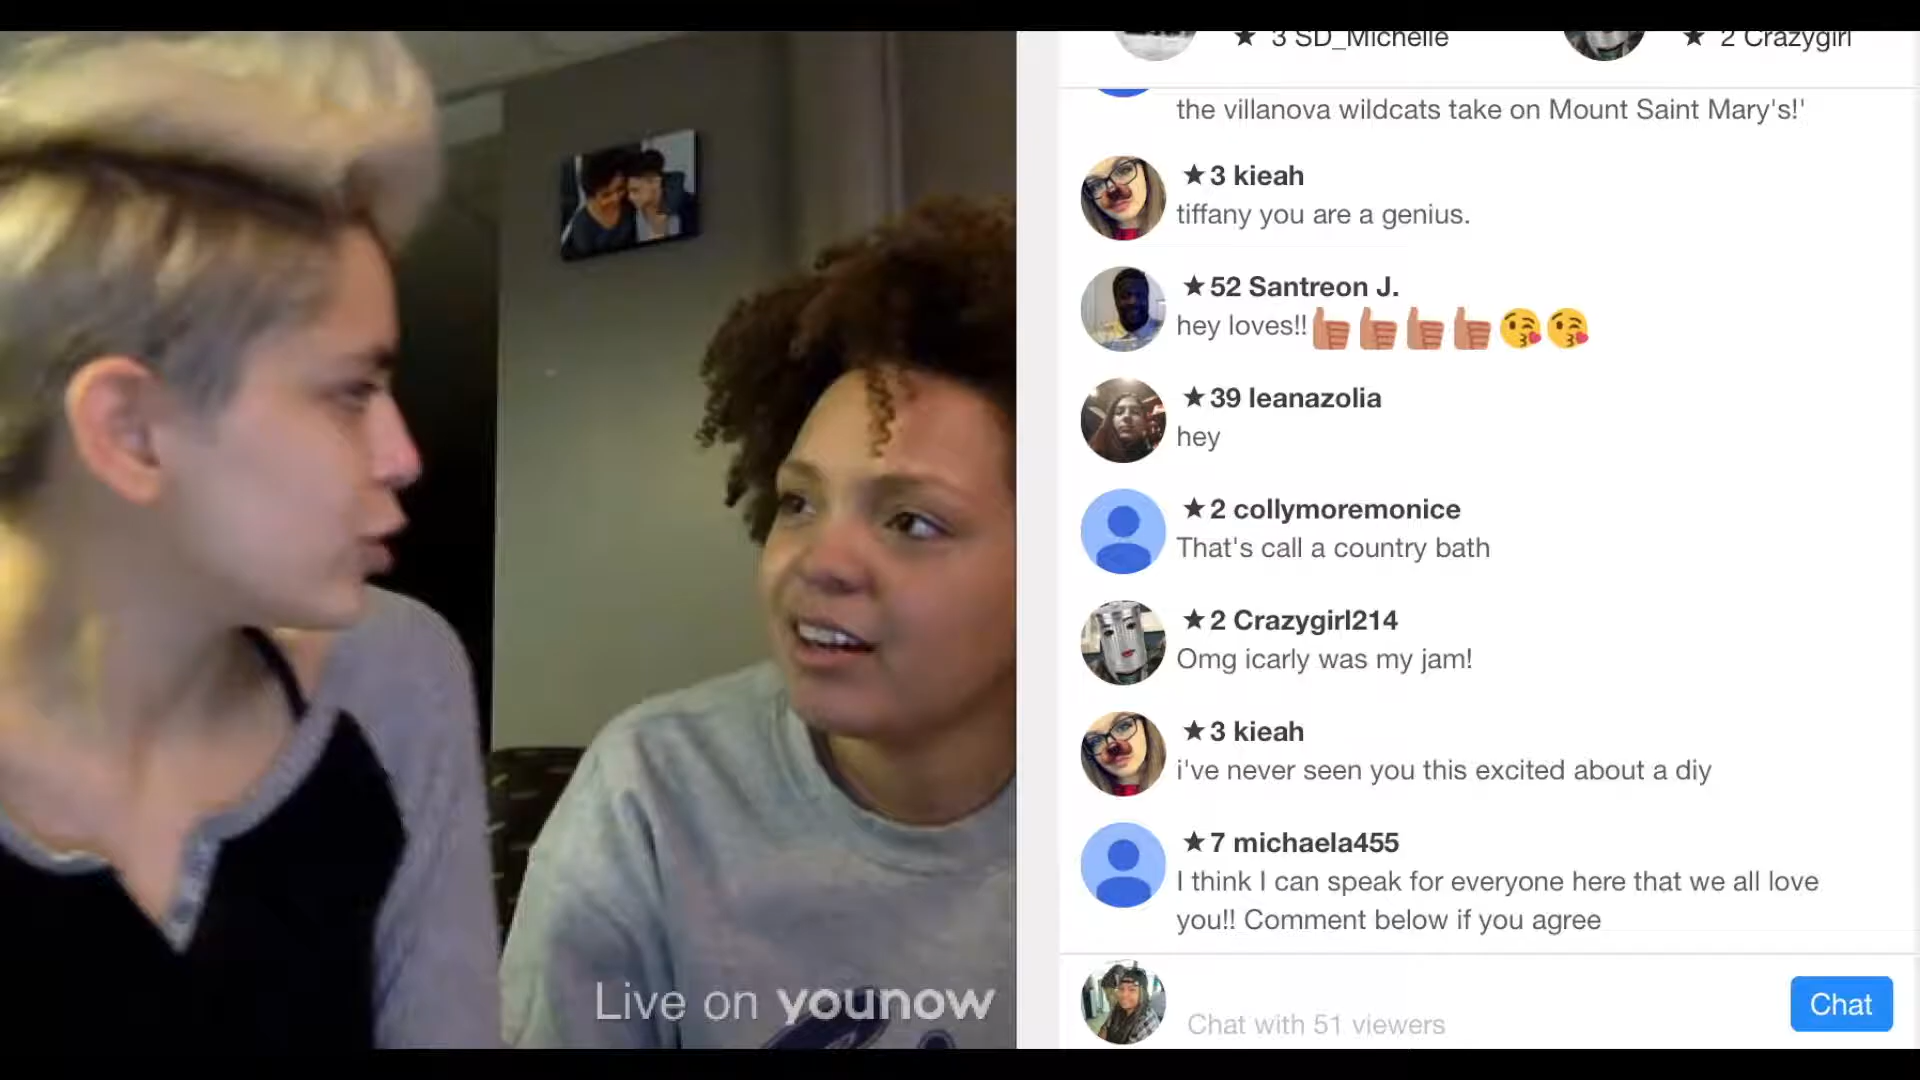 ★ 3 SD_Michelle
★ 2 Crazygirl
the villanova wildcats take on Mount Saint Mary's!'
★ 3 kieah
tiffany you are a genius.
★ 52 Santreon J.
hey loves!!👍🏽👍🏽👍🏽👍🏽😘😘
★ 39 leanazolia
hey
★ 2 collymoremonice
That's call a country bath
★ 2 Crazygirl214
Omg icarly was my jam!
★ 3 kieah
i've never seen you this excited about a diy
★ 7 michaela455
I think I can speak for everyone here that we all love
you!! Comment below if you agree
Live on younow
Chat with 51 viewers
Chat